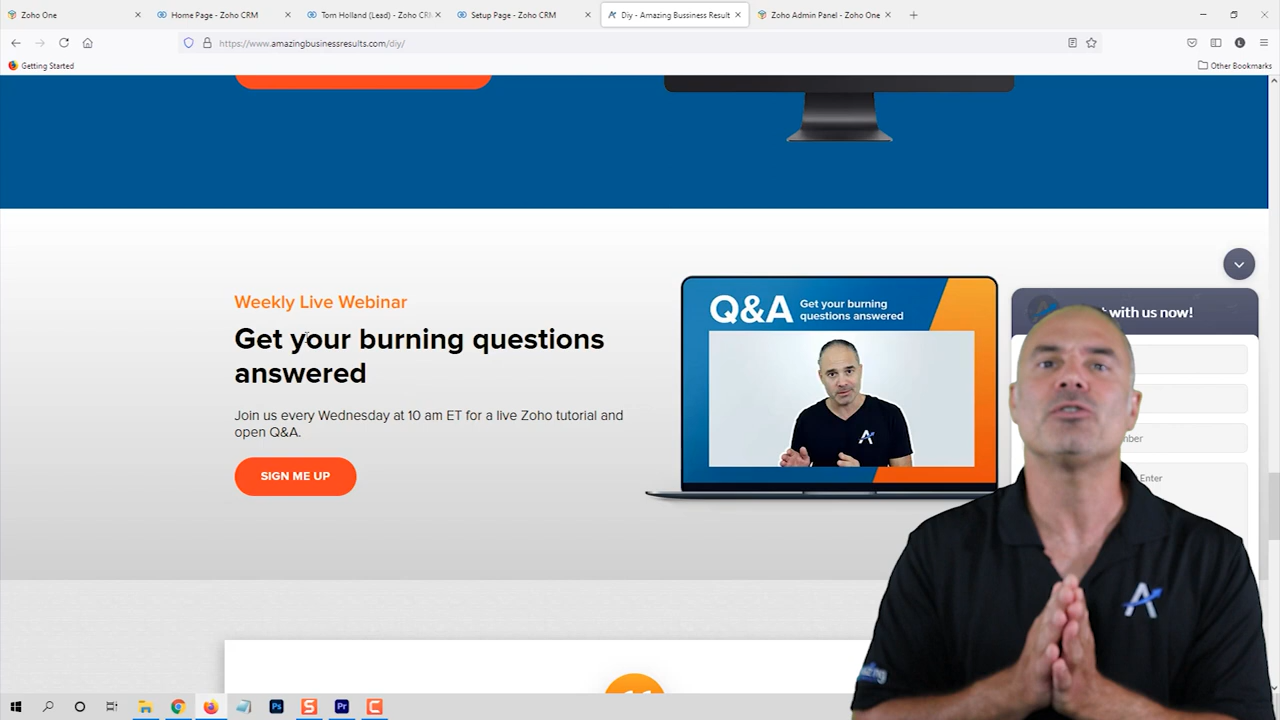 Zoho One
Home Page - Zoho CRM
Tom Holland (Lead) - Zoho CR
Setup Page - Zoho CRM
Diy - Amazing Bussiness Result
Zoho Admin Panel - Zoho One
https://www.amazingbusinessresults.com/diy/
Getting Started
Other Bookmarks
Weekly Live Webinar
Get your burning questions
answered
Join us every Wednesday at 10 am ET for a live Zoho tutorial and
open Q&A.
SIGN ME UP
Q&A
Get your burning
questions answered
with us now!
Enter